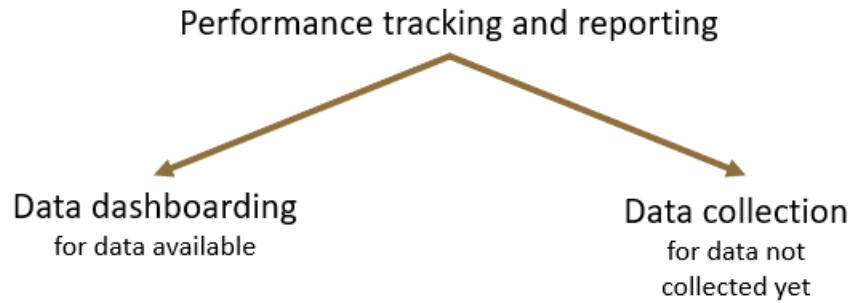 Performance tracking and reporting
Data dashboarding
for data available
Data collection
for data not
collected yet